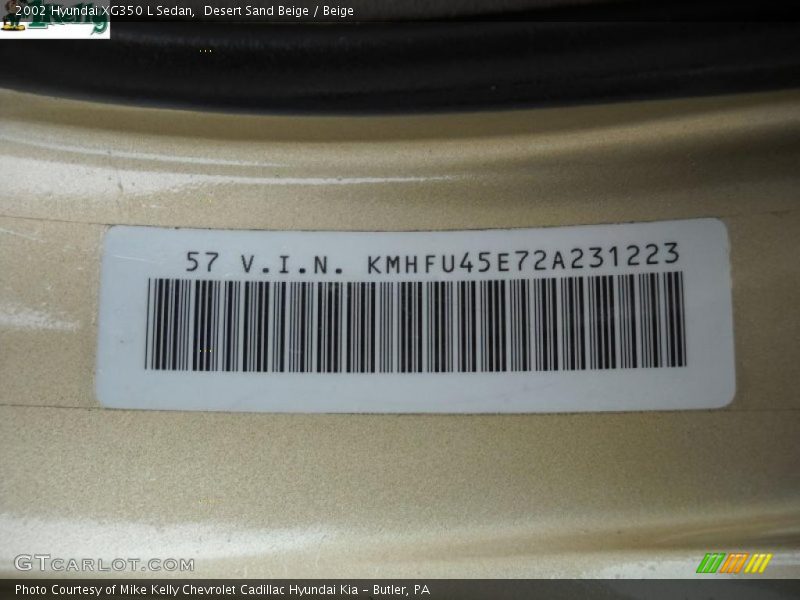 2002 Hyundai XG350 L Sedan,  Desert Sand Beige / Beige
Kelly
57 V.I.N. KMHFU45E72A231223
GTcarlot.com
Photo Courtesy of Mike Kelly Chevrolet Cadillac Hyundai Kia – Butler, PA